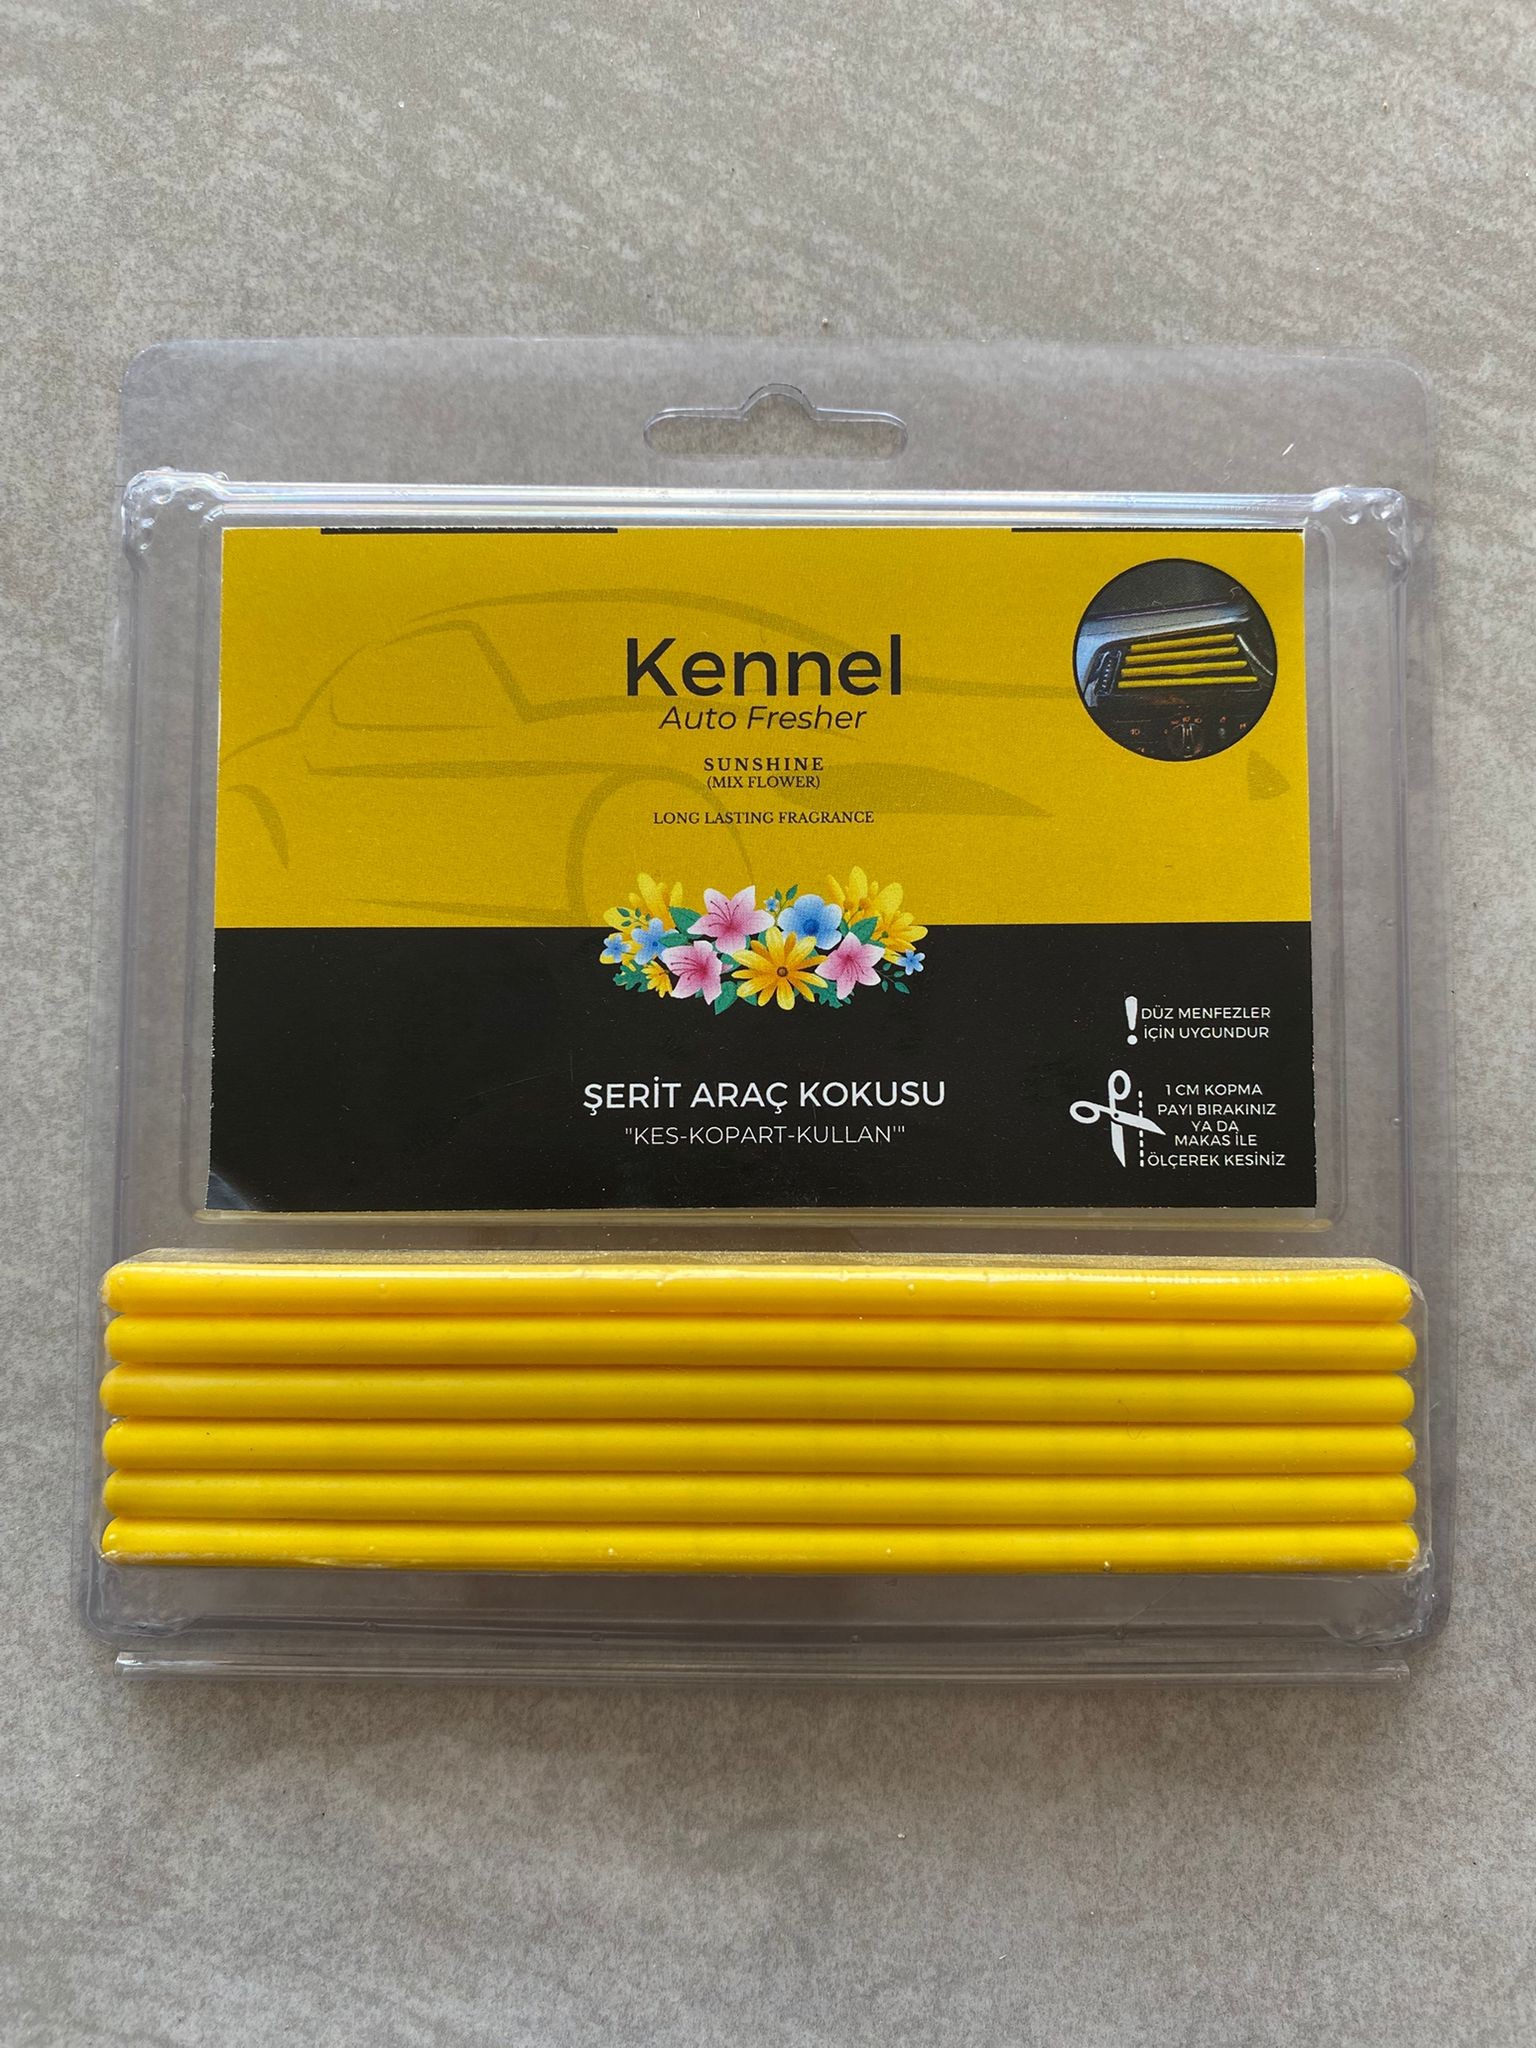 Kennel
Auto Fresher
SUNSHINE
(MIX FLOWER)
LONG LASTING FRAGRANCE
DÜZ MENFEZLER
İÇİN UYGUNDUR
ŞERİT ARAÇ KOKUSU
"KES-KOPART-KULLAN'"
1 CM KOPMA
PAYI BIRAKINIZ
YA DA
MAKAS İLE
ÖLÇEREK KESİNİZ